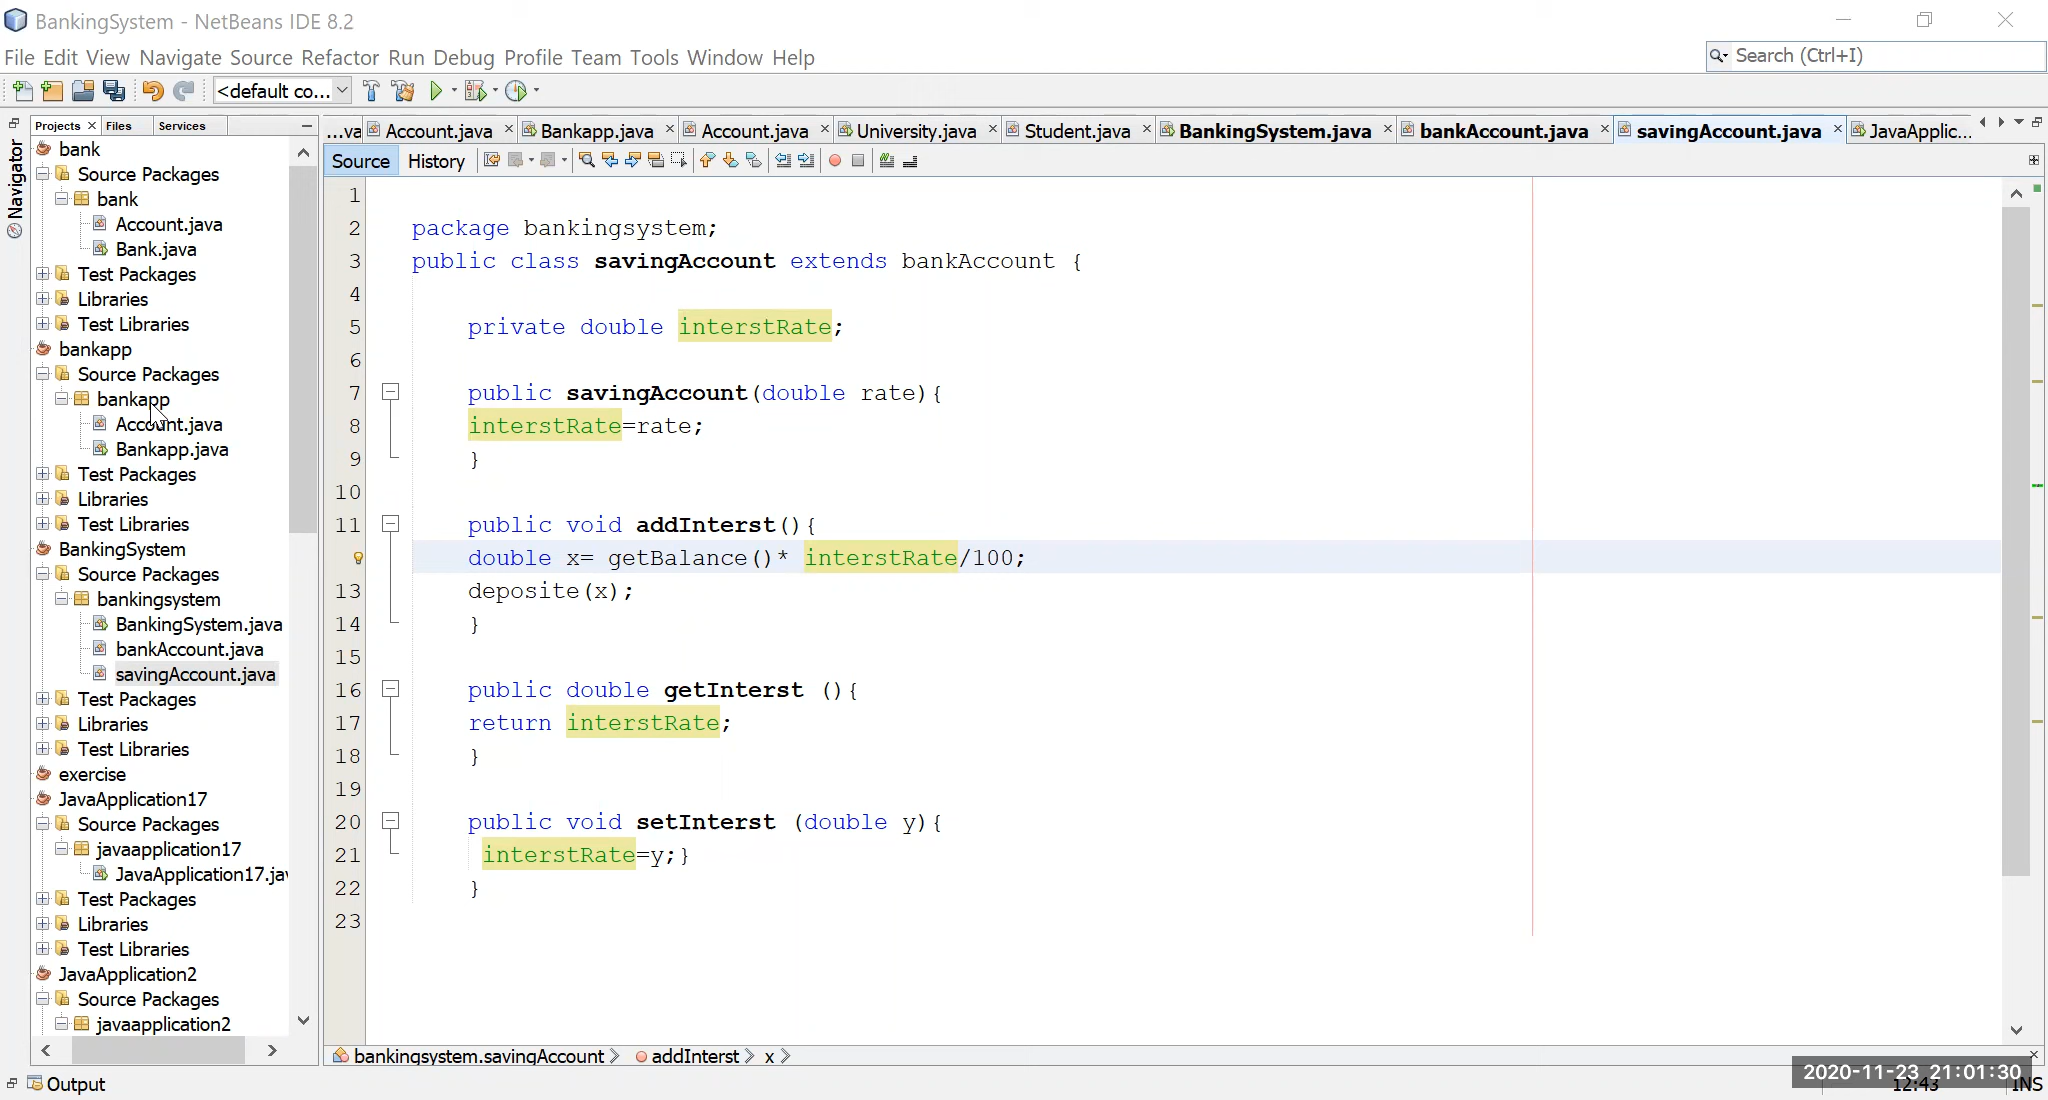 BankingSystem - NetBeans IDE 8.2
File Edit View Navigate Source Refactor Run Debug Profile Team Tools Window Help
Search (Ctrl+I)
<default co...
Projects Files Services
...va Account.java Bankapp.java Account.java University.java Student.java BankingSystem.java bankAccount.java savingAccount.java JavaApplic...
Source History
Navigator
bank
Source Packages
bank
Account.java
Bank.java
Test Packages
Libraries
Test Libraries
bankapp
Source Packages
bankapp
Account.java
Bankapp.java
Test Packages
Libraries
Test Libraries
BankingSystem
Source Packages
bankingsystem
BankingSystem.java
bankAccount.java
savingAccount.java
Test Packages
Libraries
Test Libraries
exercise
JavaApplication17
Source Packages
javaapplication17
JavaApplication17.jav
Test Packages
Libraries
Test Libraries
JavaApplication2
Source Packages
javaapplication2
1
2 package bankingsystem;
3 public class savingAccount extends bankAccount {
4
5 private double interstRate;
6
7 public savingAccount(double rate){
8 interstRate=rate;
9 }
10
11 public void addInterst(){
double x= getBalance()* interstRate/100;
13 deposite(x);
14 }
15
16 public double getInterst (){
17 return interstRate;
18 }
19
20 public void setInterst (double y){
21 interstRate=y;}
22 }
23
bankingsystem.savingAccount addInterst x
Output
2020-11-23 21:01:30
12:43 INS